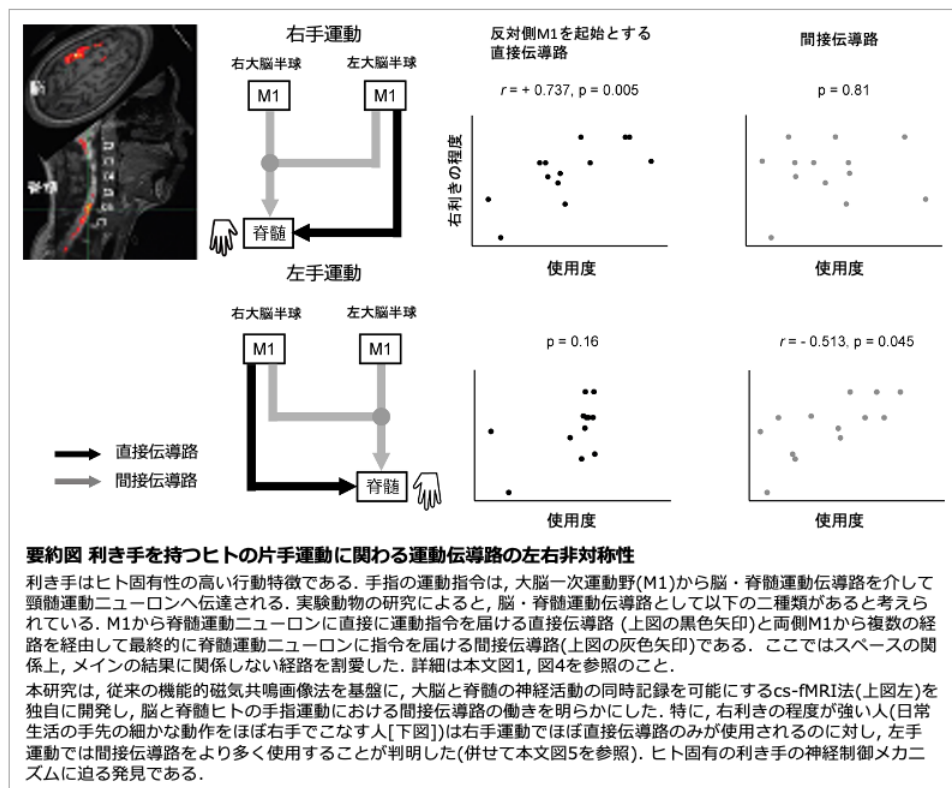 右手運動
右大脳半球 左大脳半球
M1 M1
脊髄
左手運動
右大脳半球 左大脳半球
M1 M1
脊髄
直接伝導路
間接伝導路
反対側M1を起始とする
直接伝導路
間接伝導路
r = + 0.737, p = 0.005
p = 0.81
右利きの程度
使用度
使用度
p = 0.16
r = - 0.513, p = 0.045
使用度
使用度
要約図 利き手を持つヒトの片手運動に関わる運動伝導路の左右非対称性
利き手はヒト固有性の高い行動特徴である. 手指の運動指令は, 大脳一次運動野(M1)から脳・脊髄運動伝導路を介して
頸髄運動ニューロンへ伝達される. 実験動物の研究によると, 脳・脊髄運動伝導路として以下の二種類があると考えら
れている. M1から脊髄運動ニューロンに直接に運動指令を届ける直接伝導路 (上図の黒色矢印)と両側M1から複数の経
路を経由して最終的に脊髄運動ニューロンに指令を届ける間接伝導路(上図の灰色矢印)である. ここではスペースの関
係上, メインの結果に関係しない経路を割愛した. 詳細は本文図1, 図4を参照のこと.
本研究は, 従来の機能的磁気共鳴画像法を基盤に, 大脳と脊髄の神経活動の同時記録を可能にするcs-fMRI法(上図左)を
独自に開発し, 脳と脊髄ヒトの手指運動における間接伝導路の働きを明らかにした. 特に, 右利きの程度が強い人(日常
生活の手先の細かな動作をほぼ右手でこなす人[下図])は右手運動でほぼ直接伝導路のみが使用されるのに対し, 左手
運動では間接伝導路をより多く使用することが判明した(併せて本文図5を参照). ヒト固有の利き手の神経制御メカニ
ズムに迫る発見である.